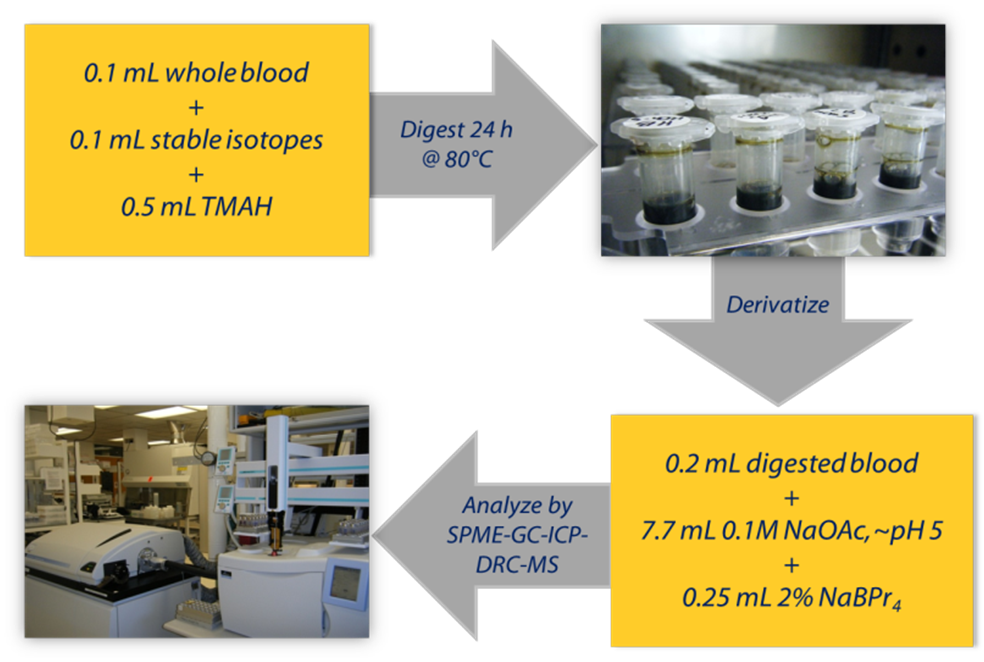 0.1 mL whole blood
+
0.1 mL stable isotopes
+
0.5 mL TMAH
Digest 24 h
@ 80°C
Derivatize
0.2 mL digested blood
+
7.7 mL 0.1M NaOAc, ~pH 5
+
0.25 mL 2% NaBPr₄
Analyze by
SPME-GC-ICP-
DRC-MS